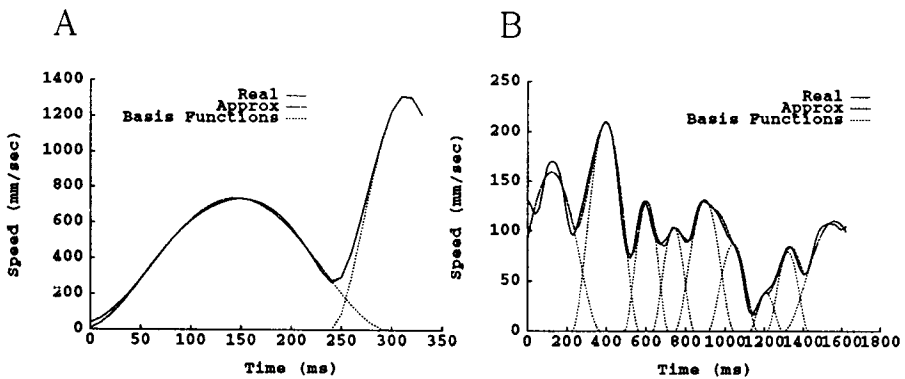 A
1400
1200
1000
800
600
400
200
0
Speed (mm/sec)
Real
Approx
Basis Functions
0 50 100 150 200 250 300 350
Time (ms)
B
250
200
150
100
50
0
Speed (mm/sec)
Real
Approx
Basis Functions
0 200 400 600 800 1000 1200 1400 1600 1800
Time (ms)